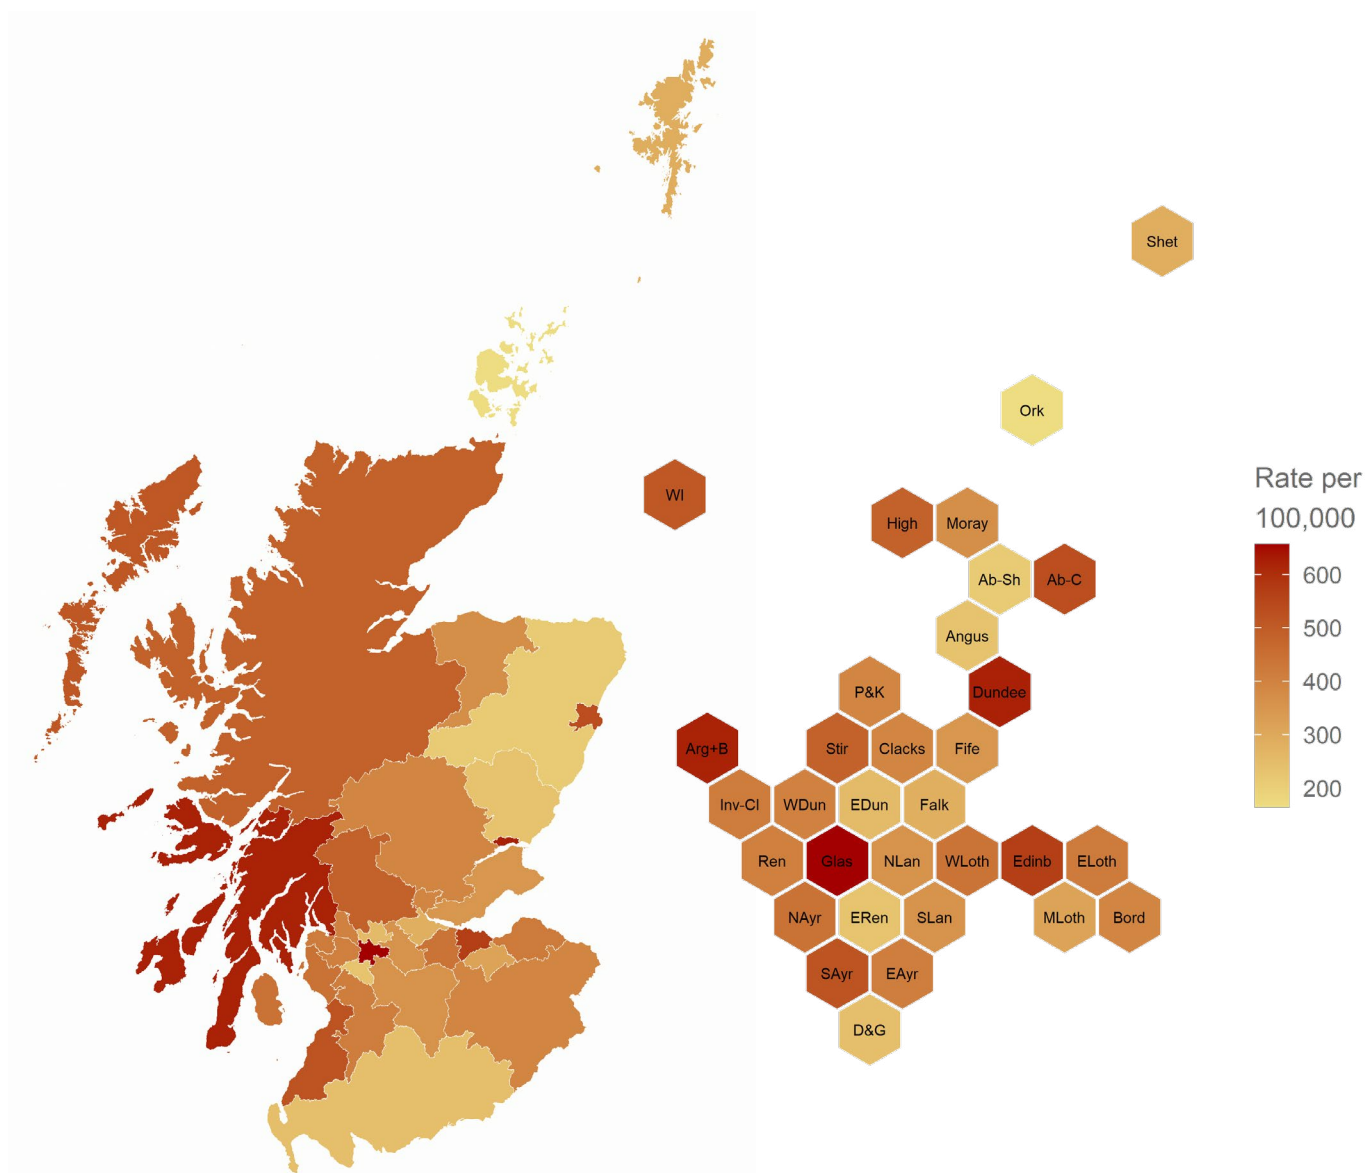 Shet
Ork
WI
High
Moray
Ab-Sh
Ab-C
Angus
P&K
Dundee
Arg+B
Stir
Clacks
Fife
Inv-Cl
WDun
EDun
Falk
Ren
Glas
NLan
WLoth
Edinb
ELoth
NAyr
ERen
SLan
MLoth
Bord
SAyr
EAyr
D&G
Rate per
100,000
600
500
400
300
200